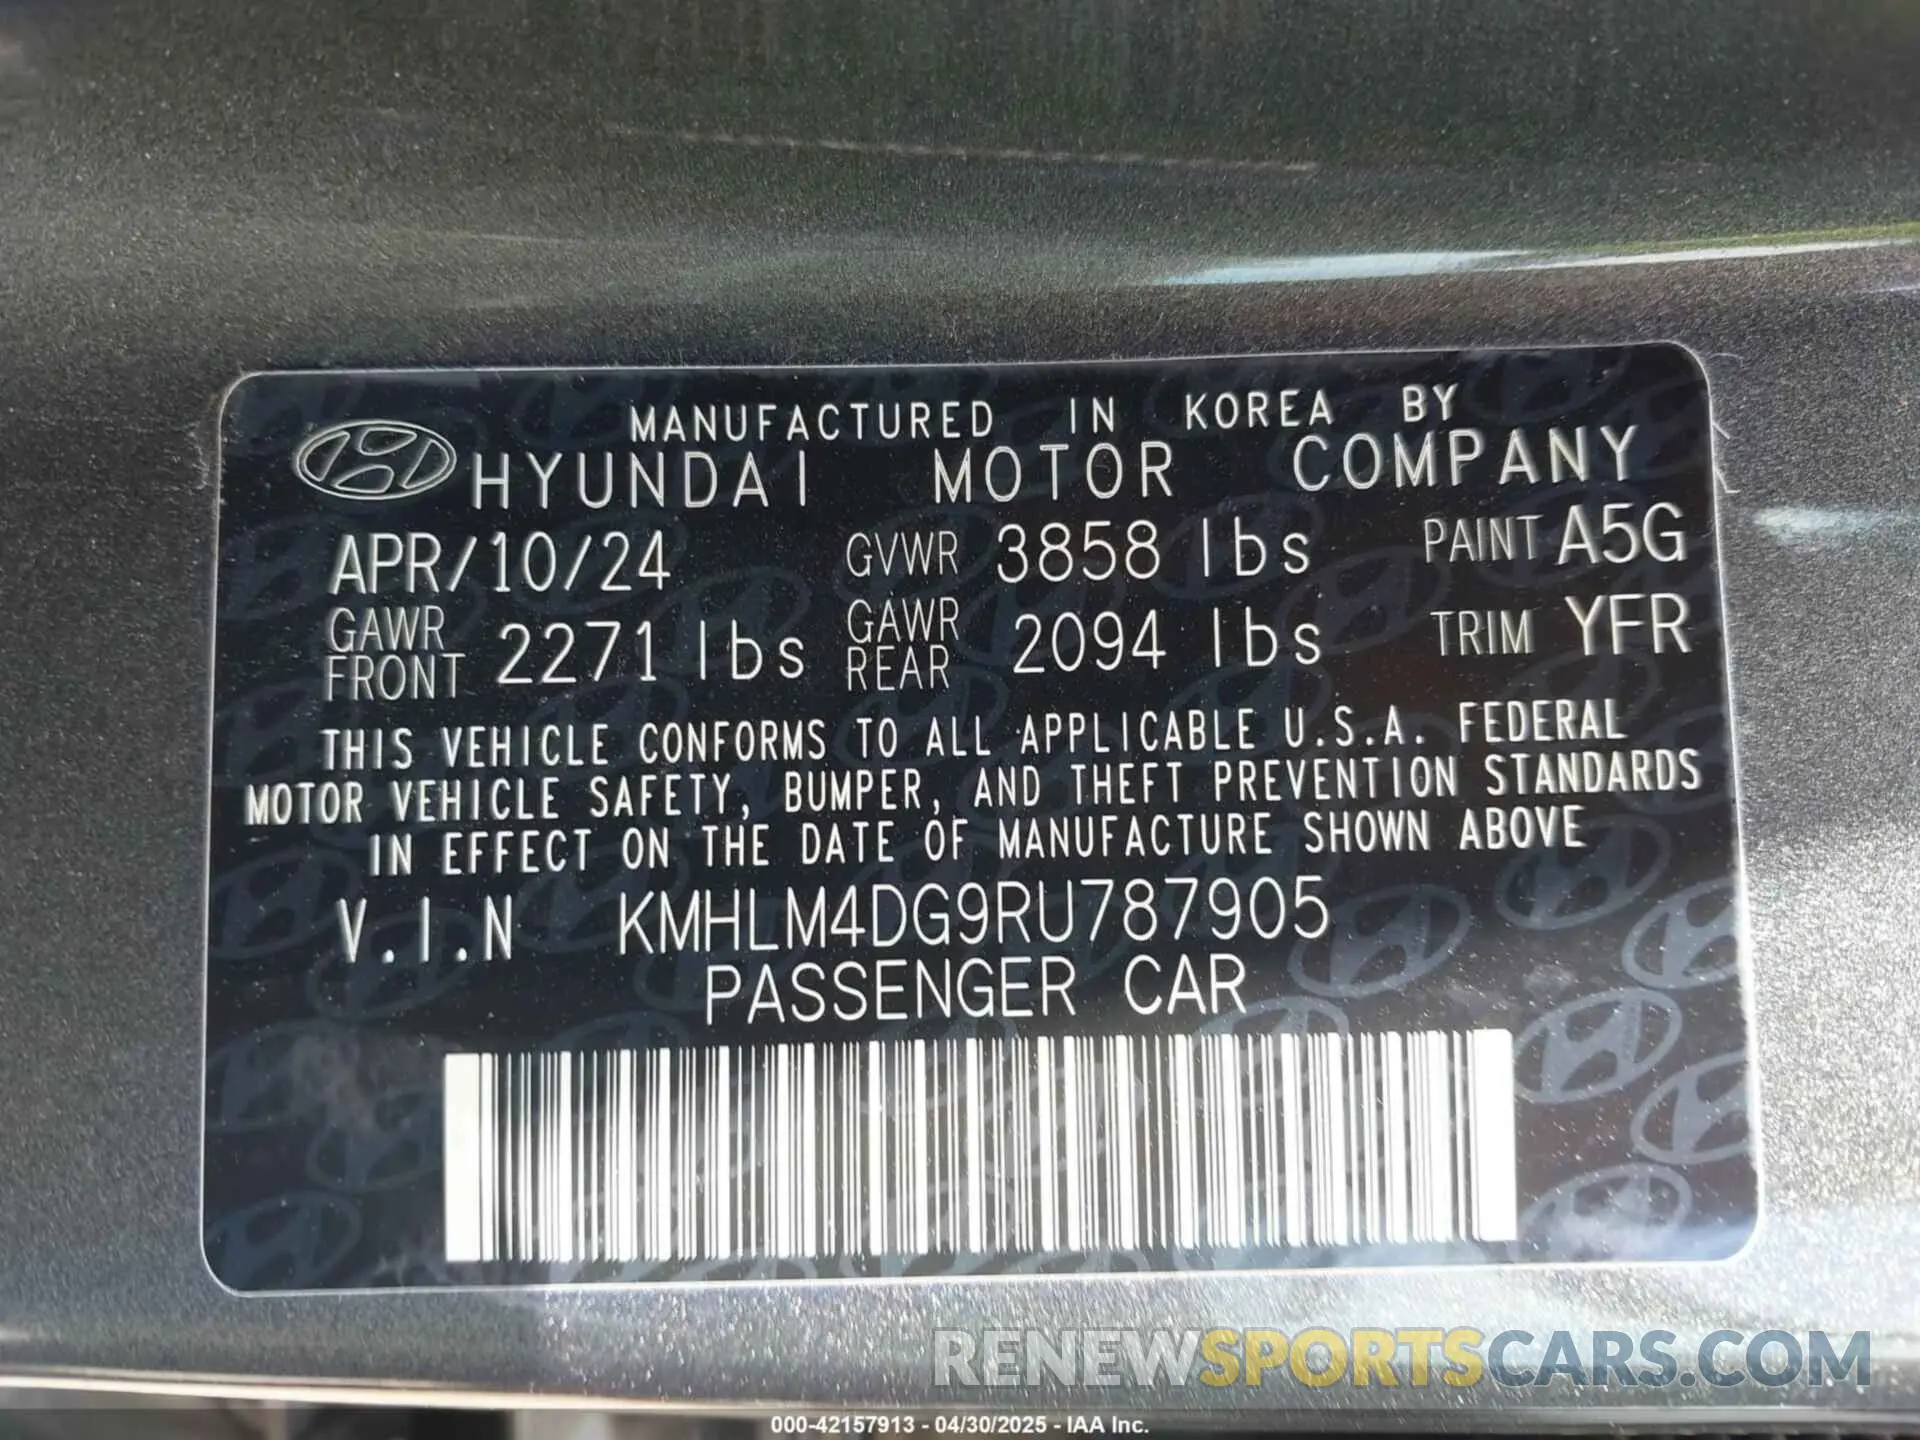 MANUFACTURED IN KOREA BY
HYUNDAI MOTOR COMPANY
APR/10/24 GVWR 3858 lbs PAINT A5G
GAWR FRONT 2271 lbs GAWR REAR 2094 lbs TRIM YFR
THIS VEHICLE CONFORMS TO ALL APPLICABLE U.S.A. FEDERAL
MOTOR VEHICLE SAFETY, BUMPER, AND THEFT PREVENTION STANDARDS
IN EFFECT ON THE DATE OF MANUFACTURE SHOWN ABOVE
V.I.N KMHLM4DG9RU787905
PASSENGER CAR
RENEWSPORTSCARS.COM
000-42157913 - 04/30/2025 - IAA Inc.